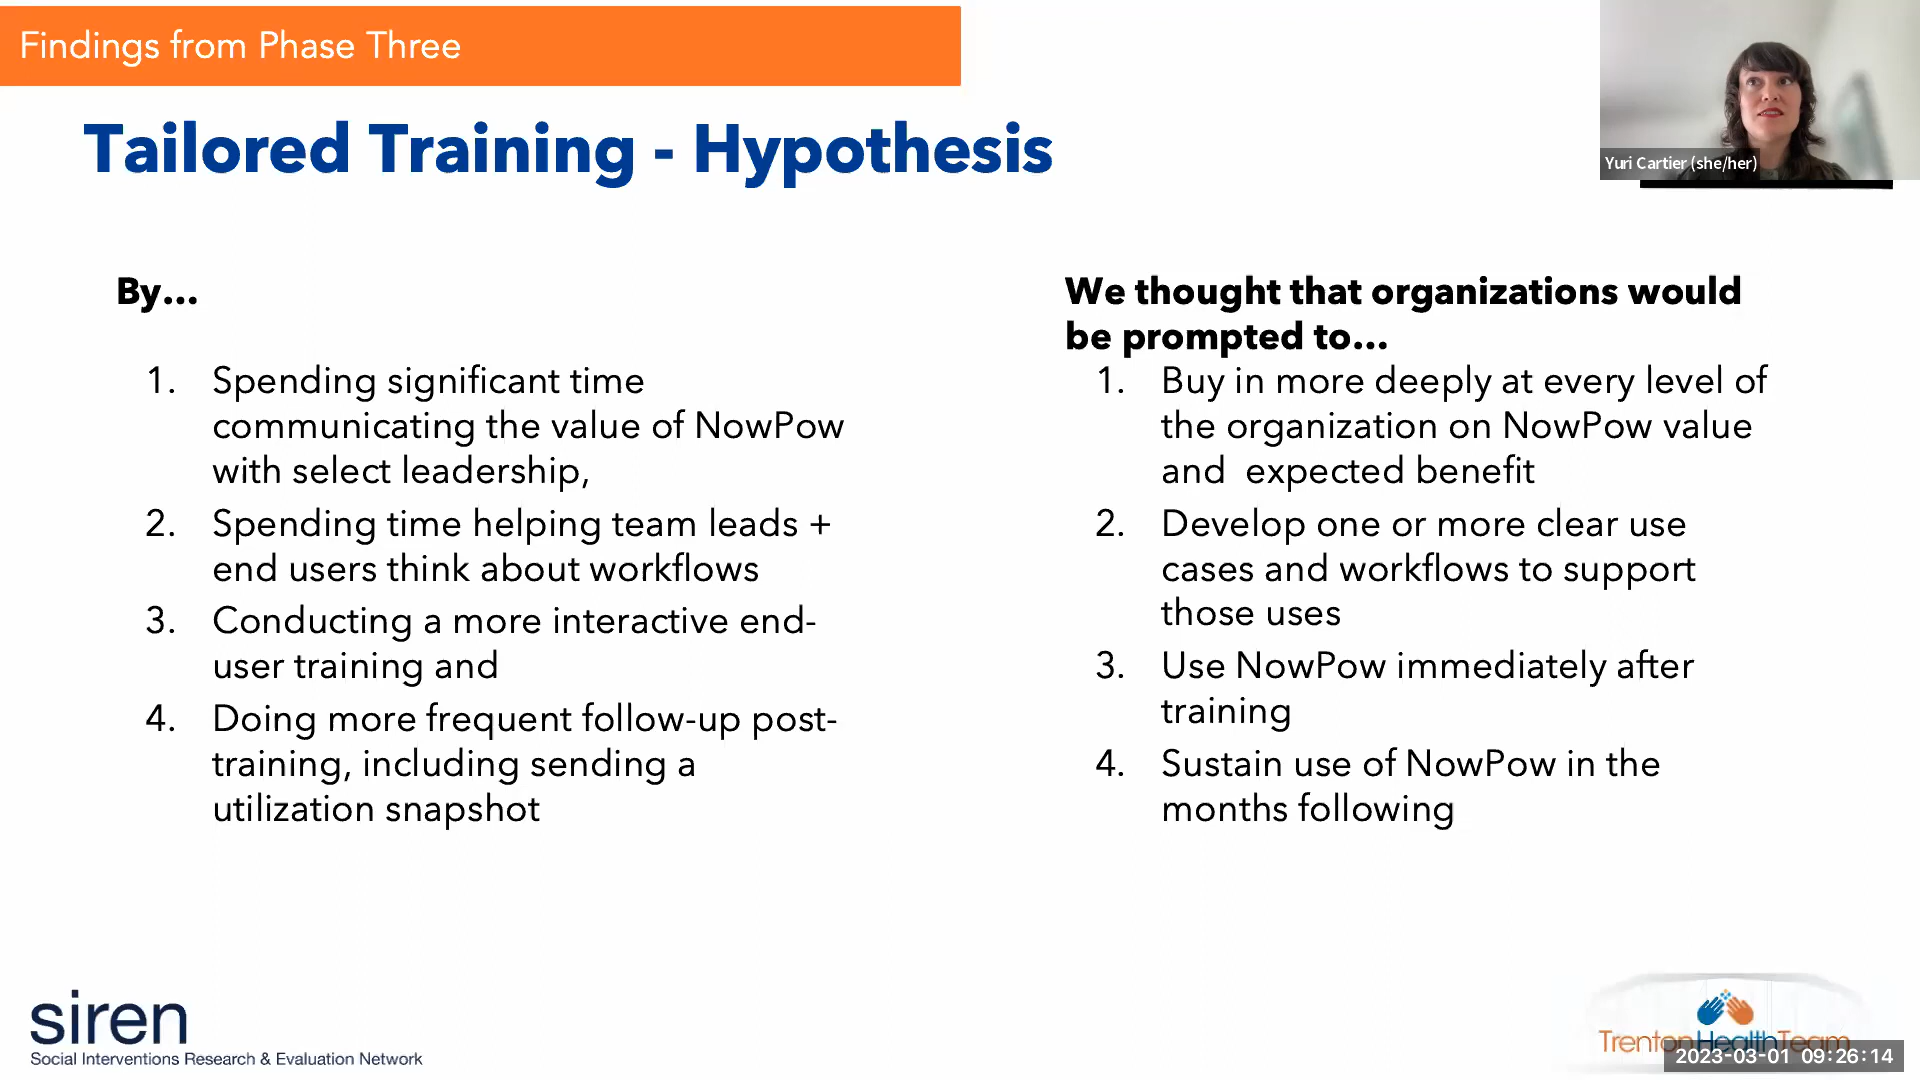 Findings from Phase Three
Yuri Cartier (she/her)
Tailored Training - Hypothesis
By...
1. Spending significant time
communicating the value of NowPow
with select leadership,
2. Spending time helping team leads +
end users think about workflows
3. Conducting a more interactive end-
user training and
4. Doing more frequent follow-up post-
training, including sending a
utilization snapshot
We thought that organizations would
be prompted to...
1. Buy in more deeply at every level of
the organization on NowPow value
and  expected benefit
2. Develop one or more clear use
cases and workflows to support
those uses
3. Use NowPow immediately after
training
4. Sustain use of NowPow in the
months following
siren
Social Interventions Research & Evaluation Network
TrentonHealthTeam
2023-03-01 09:26:14